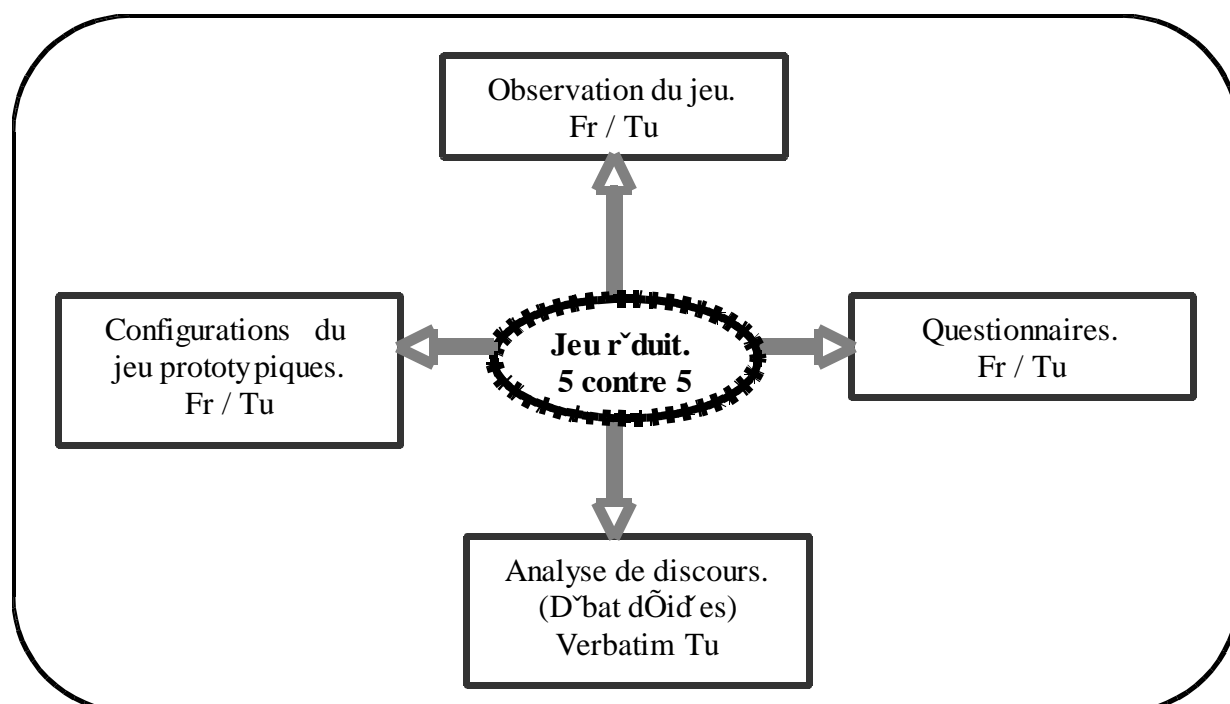 Observation du jeu.
Fr / Tu
Configurations du
jeu prototypiques.
Fr / Tu
Jeu rˇduit.
5 contre 5
Questionnaires.
Fr / Tu
Analyse de discours.
(Dˇbat dÕidˇes)
Verbatim Tu